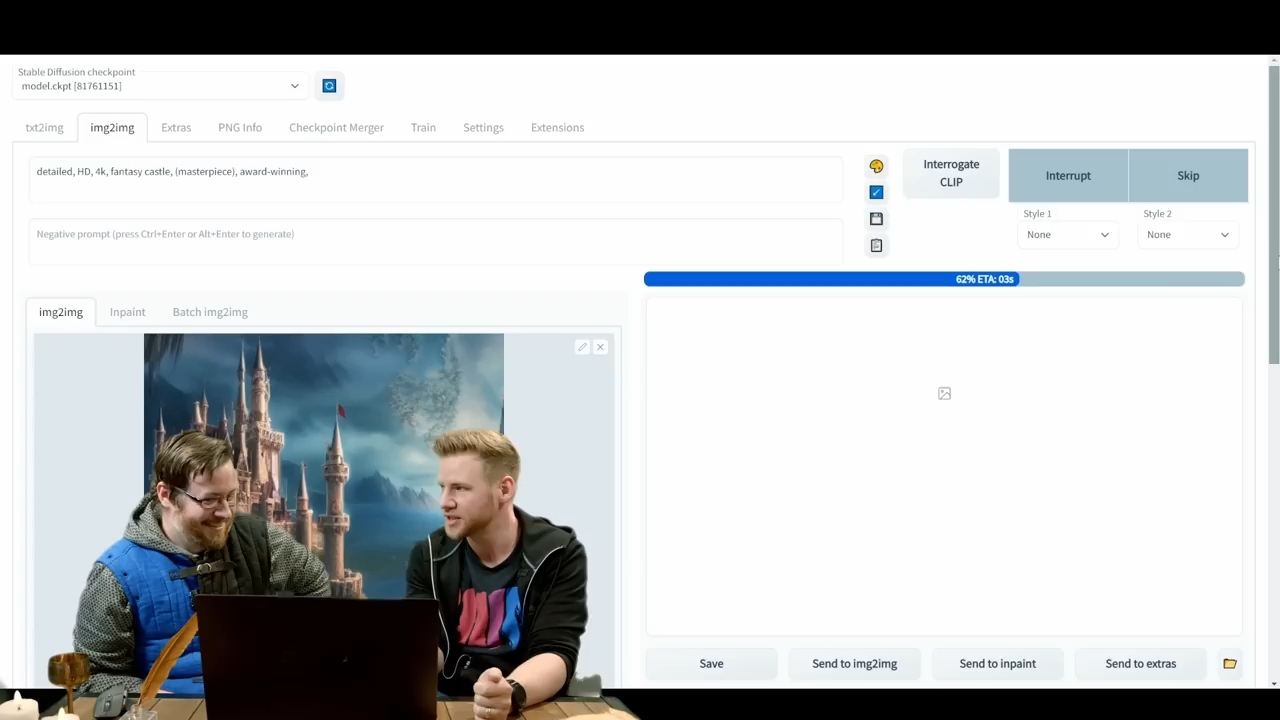 Stable Diffusion checkpoint
model.ckpt [81761151]
txt2img
img2img
Extras
PNG Info
Checkpoint Merger
Train
Settings
Extensions
detailed, HD, 4k, fantasy castle, (masterpiece), award-winning,
Negative prompt (press Ctrl+Enter or Alt+Enter to generate)
Interrogate
CLIP
Interrupt
Skip
Style 1
Style 2
None
None
62% ETA: 03s
img2img
Inpaint
Batch img2img
Save
Send to img2img
Send to inpaint
Send to extras